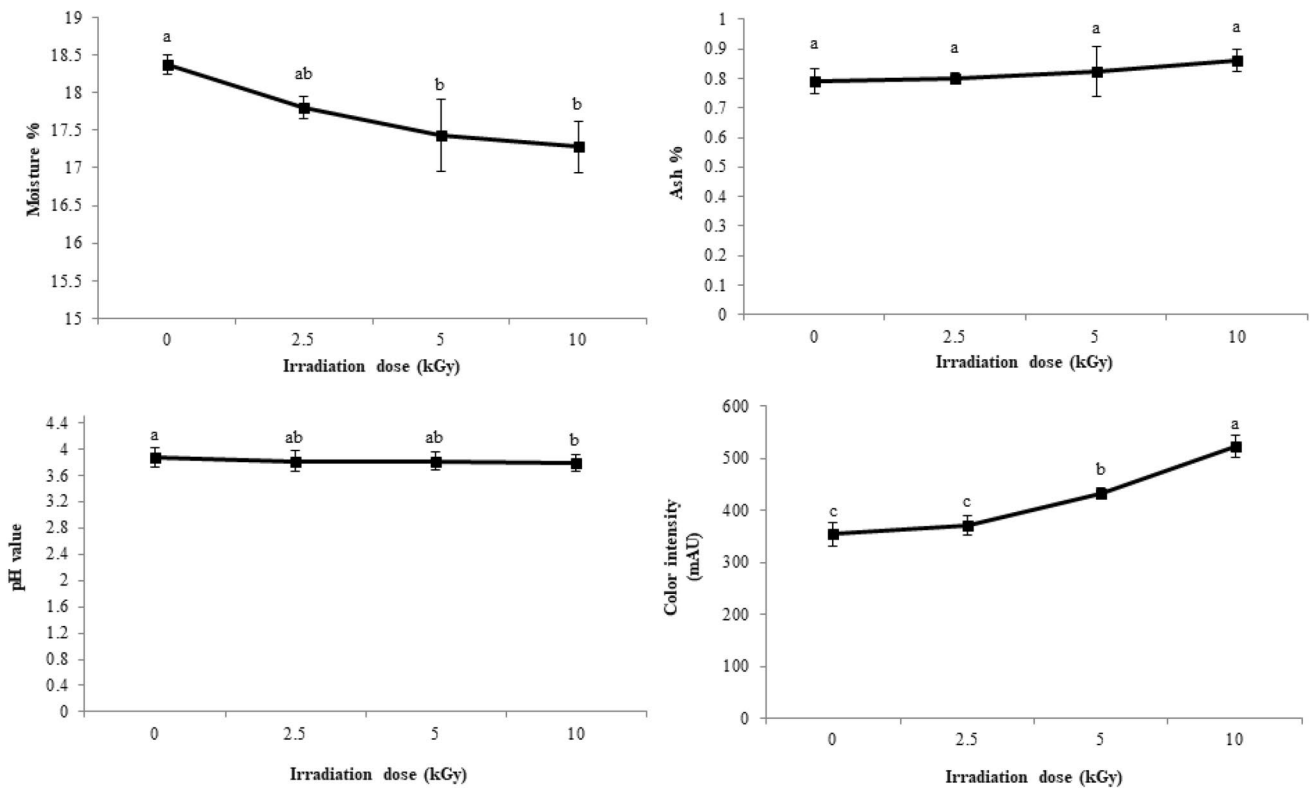 19
18.5
18
17.5
17
16.5
16
15.5
15
Moisture %
a
ab
b
b
0 2.5 5 10
Irradiation dose (kGy)
1
0.9
0.8
0.7
0.6
0.5
0.4
0.3
0.2
0.1
0
Ash %
a
a
a
a
0 2.5 5 10
Irradiation dose (kGy)
4.4
4
3.6
3.2
2.8
2.4
2
1.6
1.2
0.8
0.4
0
pH value
a
ab
ab
b
0 2.5 5 10
Irradiation dose (kGy)
600
500
400
300
200
100
0
Color intensity
(mAU)
c
c
b
a
0 2.5 5 10
Irradiation dose (kGy)